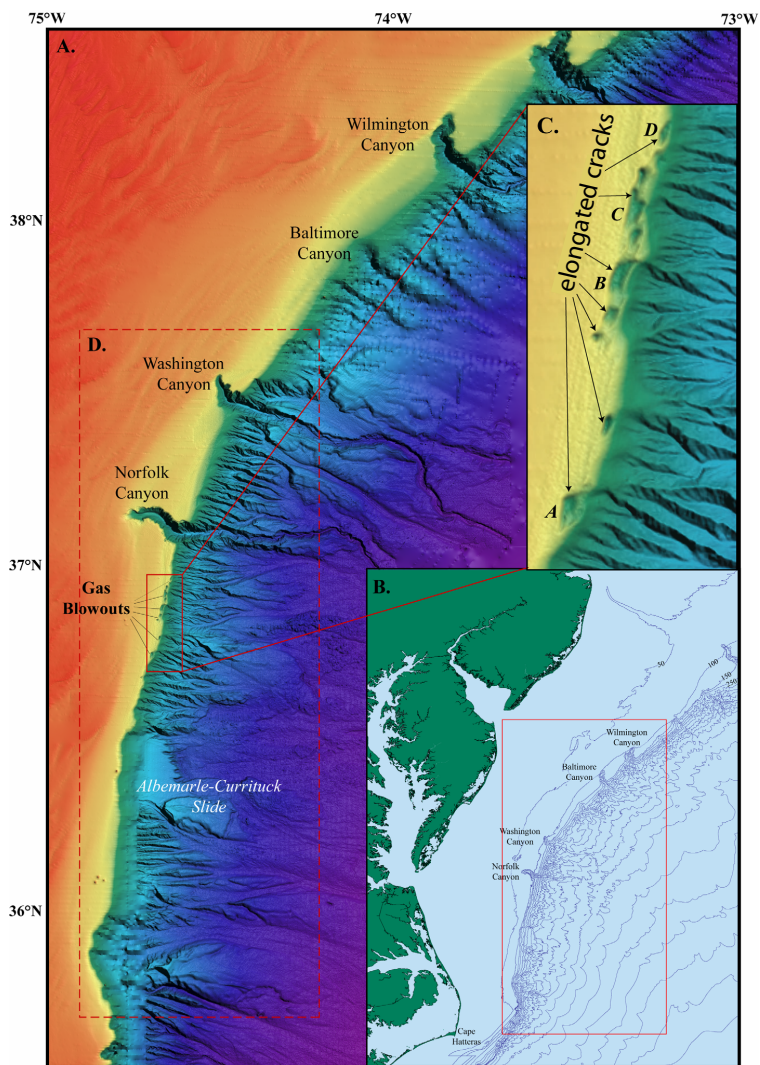 75°W
74°W
73°W
A.
Wilmington
Canyon
38°N
Baltimore
Canyon
D.
Washington
Canyon
Norfolk
Canyon
37°N
Gas
Blowouts
Albemarle-Currituck
Slide
36°N
C.
elongated cracks
D
C
B
A
B.
50
100
150
250
Wilmington
Canyon
Baltimore
Canyon
Washington
Canyon
Norfolk
Canyon
Cape
Hatteras